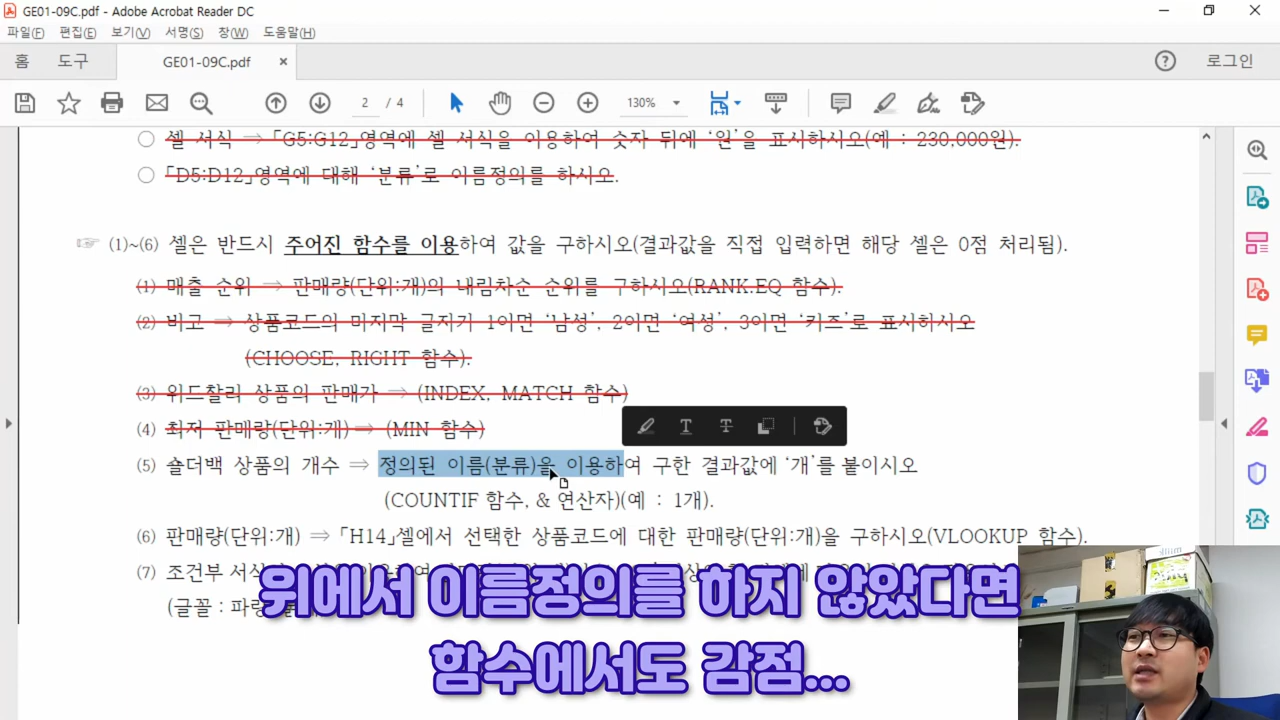 GE01-09C.pdf - Adobe Acrobat Reader DC
파일(F) 편집(E) 보기(V) 서명(S) 창(W) 도움말(H)
홈 도구 GE01-09C.pdf × ? 로그인
2 / 4 130%
셀 서식 ⇒ 「G5:G12」영역에 셀 서식을 이용하여 숫자 뒤에 '원'을 표시하시오(예 : 230,000원).
「D5:D12」영역에 대해 '분류'로 이름정의를 하시오.
☞ (1)~(6) 셀은 반드시 주어진 함수를 이용하여 값을 구하시오(결과값을 직접 입력하면 해당 셀은 0점 처리됨).
(1) 매출 순위 ⇒ 판매량(단위:개)의 내림차순 순위를 구하시오(RANK.EQ 함수).
(2) 비고 ⇒ 상품코드의 마지막 글자가 1이면 '남성', 2이면 '여성', 3이면 '키즈'로 표시하시오
(CHOOSE, RIGHT 함수).
(3) 위드찰리 상품의 판매가 ⇒ (INDEX, MATCH 함수)
(4) 최저 판매량(단위:개) ⇒ (MIN 함수)
(5) 숄더백 상품의 개수 ⇒ 정의된 이름(분류)을 이용하여 구한 결과값에 '개'를 붙이시오
(COUNTIF 함수, & 연산자)(예 : 1개).
(6) 판매량(단위:개) ⇒ 「H14」셀에서 선택한 상품코드에 대한 판매량(단위:개)을 구하시오(VLOOKUP 함수).
(7) 조건부 서식
(글꼴 : 파랑
위에서 이름정의를 하지 않았다면
함수에서도 감점...